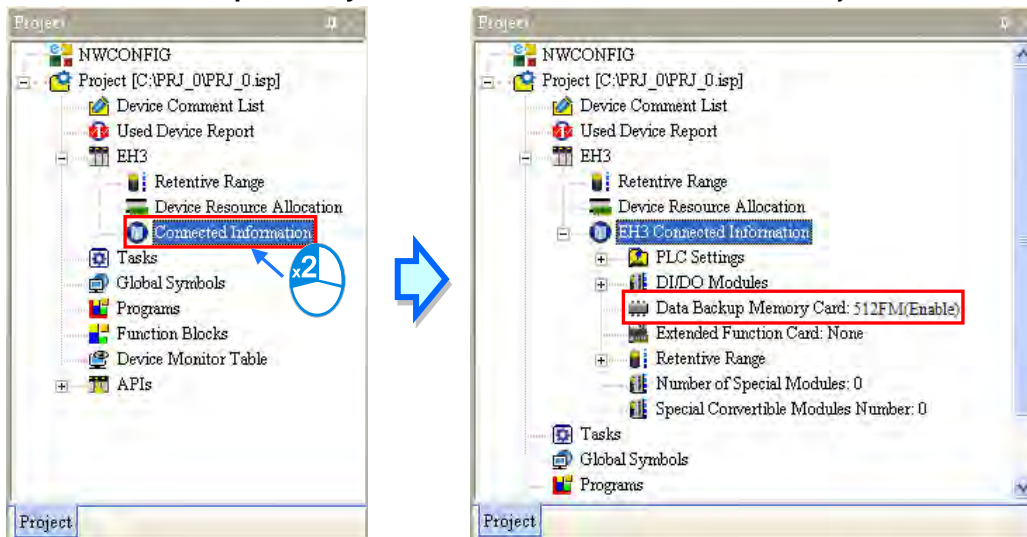 Project
NWCONFIG
Project [C:\PRJ_0\PRJ_0.isp]
Device Comment List
Used Device Report
EH3
Retentive Range
Device Resource Allocation
Connected Information
Tasks
Global Symbols
Programs
Function Blocks
Device Monitor Table
APIs
Project
x2
Project
NWCONFIG
Project [C:\PRJ_0\PRJ_0.isp]
Device Comment List
Used Device Report
EH3
Retentive Range
Device Resource Allocation
EH3 Connected Information
PLC Settings
DI/DO Modules
Data Backup Memory Card: 512FM(Enable)
Extended Function Card: None
Retentive Range
Number of Special Modules: 0
Special Convertible Modules Number: 0
Tasks
Global Symbols
Programs
Project